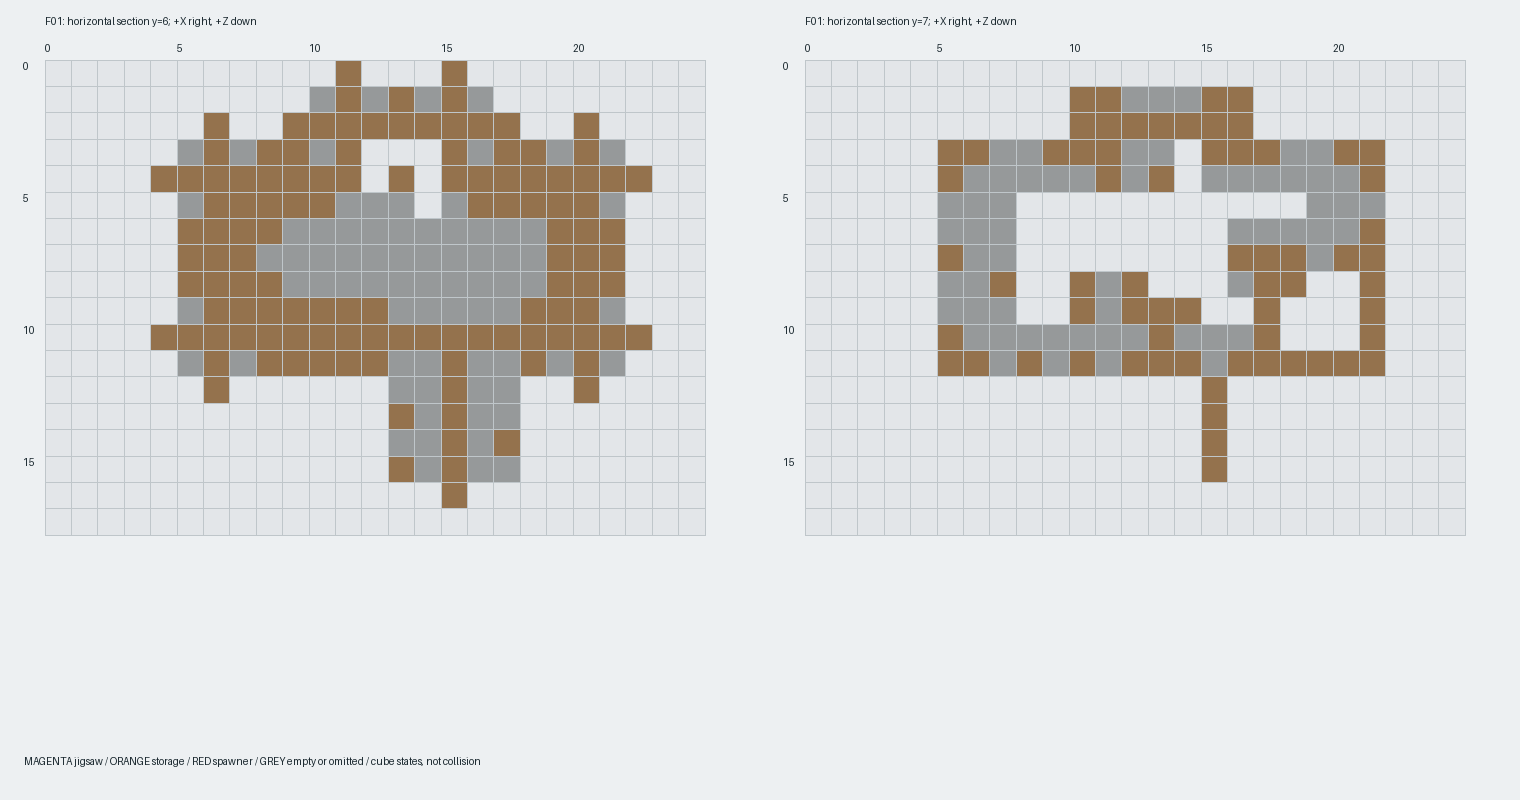 F01: horizontal section y=6; +X right, +Z down
F01: horizontal section y=7; +X right, +Z down
0 5 10 15 20
0 5 10 15 20
0
5
10
15
0
5
10
15
MAGENTA jigsaw / ORANGE storage / RED spawner / GREY empty or omitted / cube states, not collision